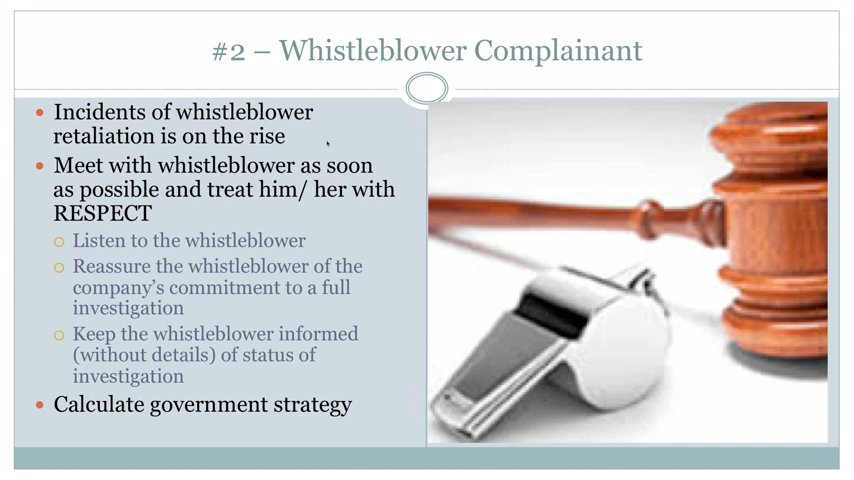 #2 – Whistleblower Complainant
• Incidents of whistleblower
retaliation is on the rise
• Meet with whistleblower as soon
as possible and treat him/ her with
RESPECT
○ Listen to the whistleblower
○ Reassure the whistleblower of the
company’s commitment to a full
investigation
○ Keep the whistleblower informed
(without details) of status of
investigation
• Calculate government strategy